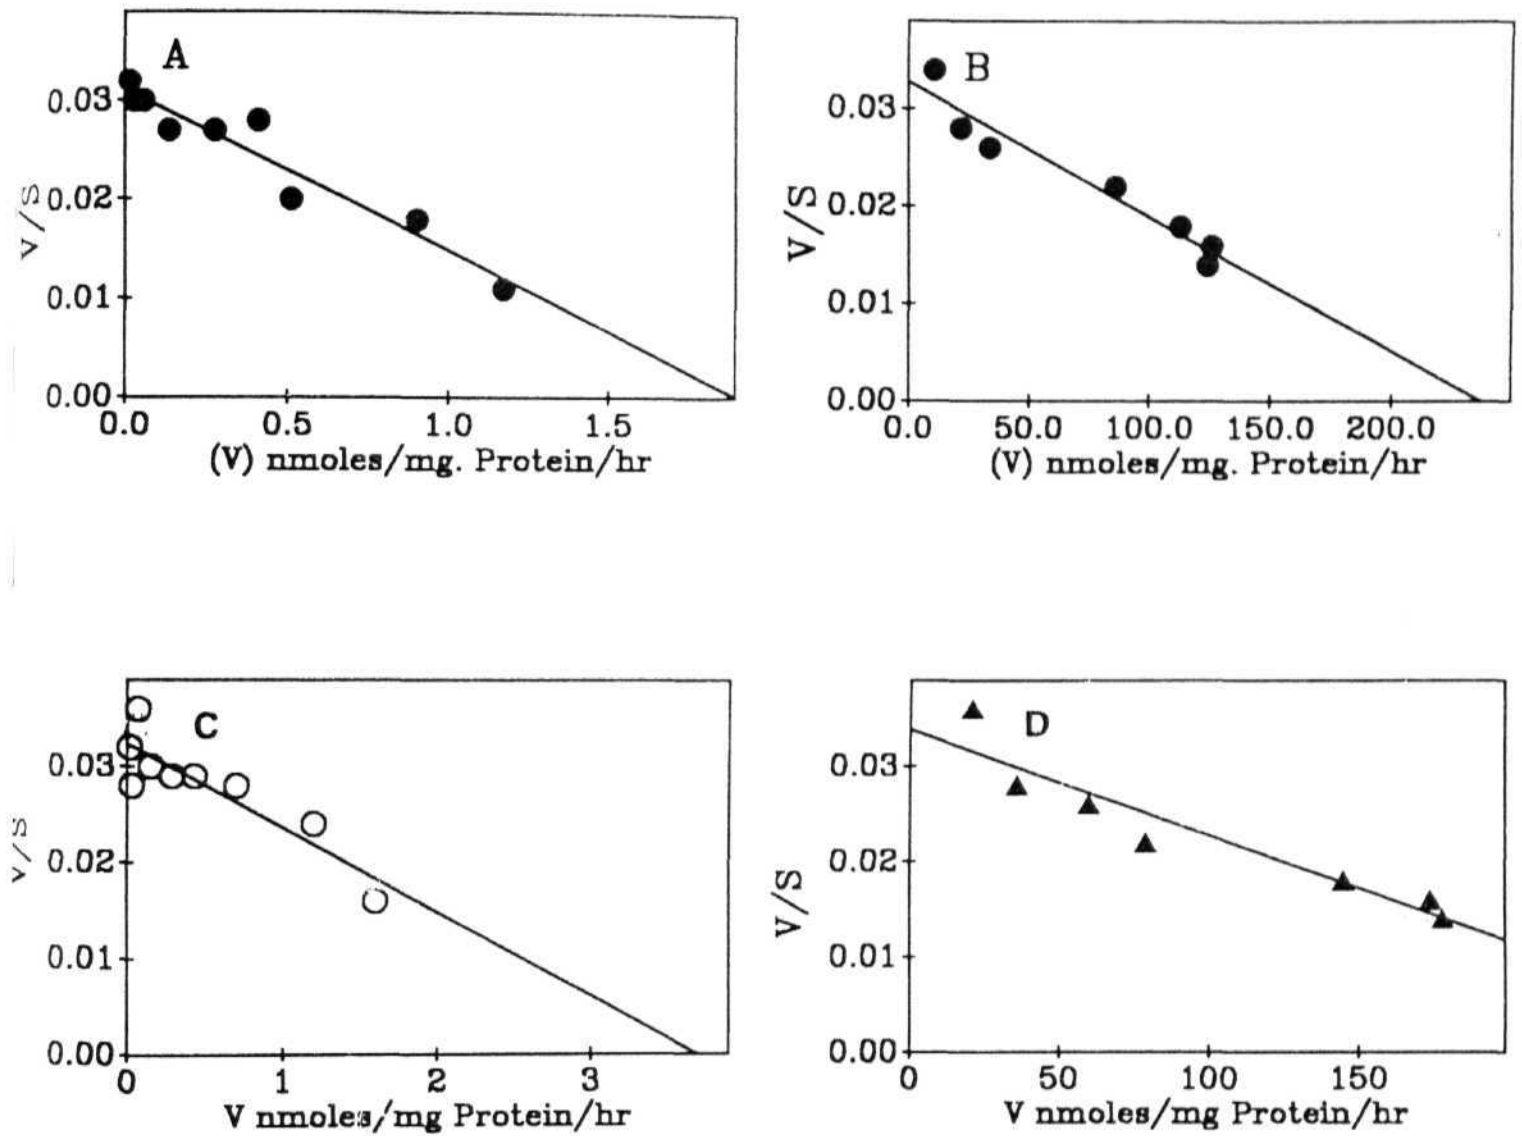 A
0.03
0.02
0.01
0.00
V/S
0.0 0.5 1.0 1.5
(V) nmoles/mg. Protein/hr
B
0.03
0.02
0.01
0.00
V/S
0.0 50.0 100.0 150.0 200.0
(V) nmoles/mg. Protein/hr
C
0.03
0.02
0.01
0.00
V/S
0 1 2 3
V nmoles/mg Protein/hr
D
0.03
0.02
0.01
0.00
V/S
0 50 100 150
V nmoles/mg Protein/hr